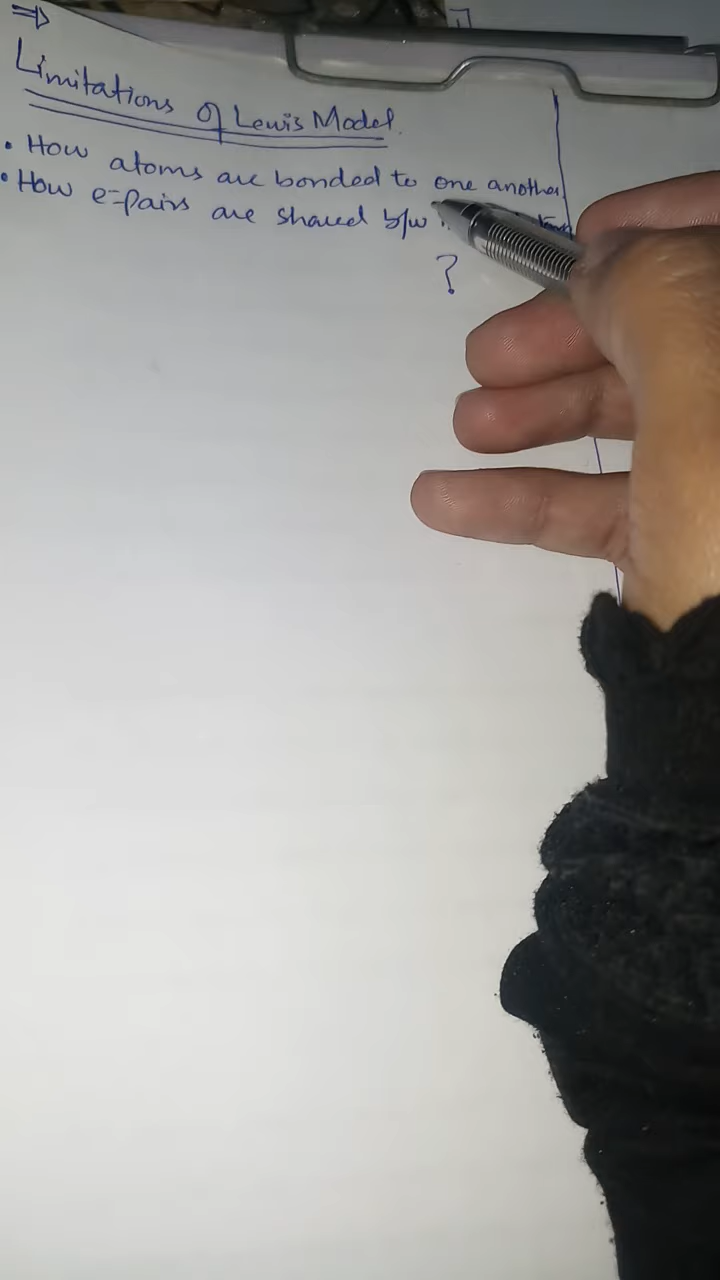 ⇒
Limitations of Lewis Model.
• How atoms are bonded to one another
• How e-pairs are shared b/w
?